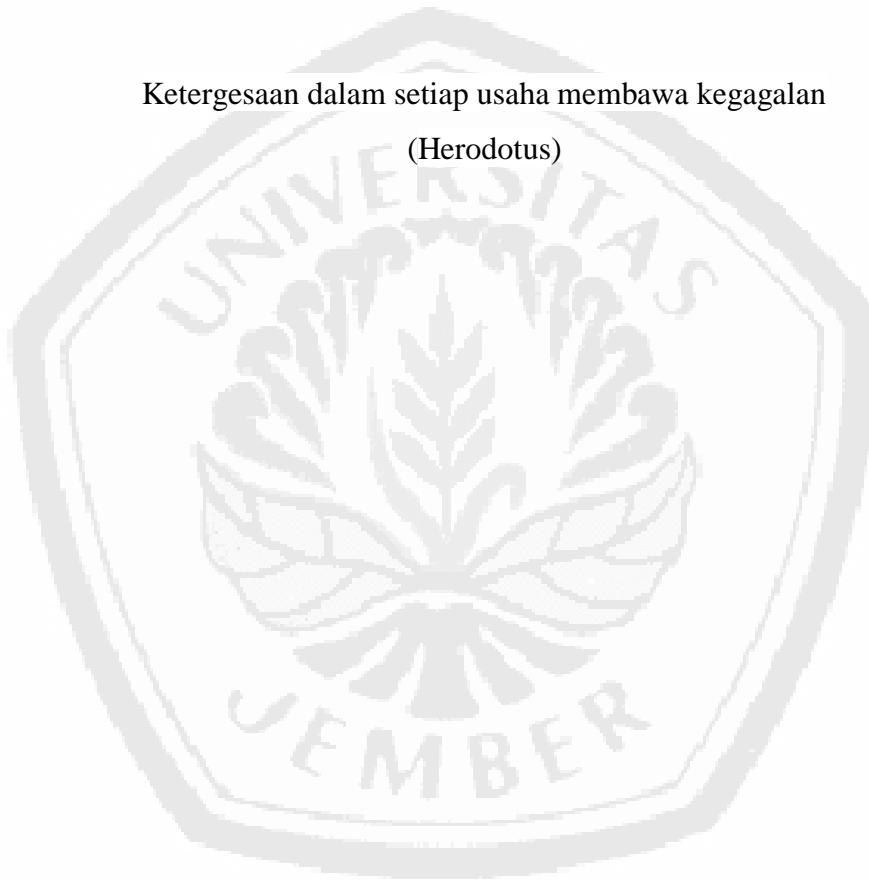 Ketergesaan dalam setiap usaha membawa kegagalan
(Herodotus)
UNIVERSITAS
JEMBER